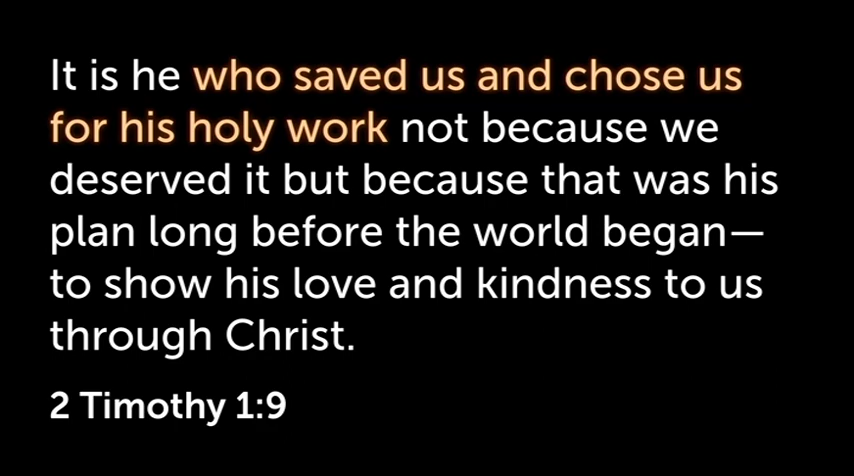 It is he who saved us and chose us
for his holy work not because we
deserved it but because that was his
plan long before the world began—
to show his love and kindness to us
through Christ.
2 Timothy 1:9